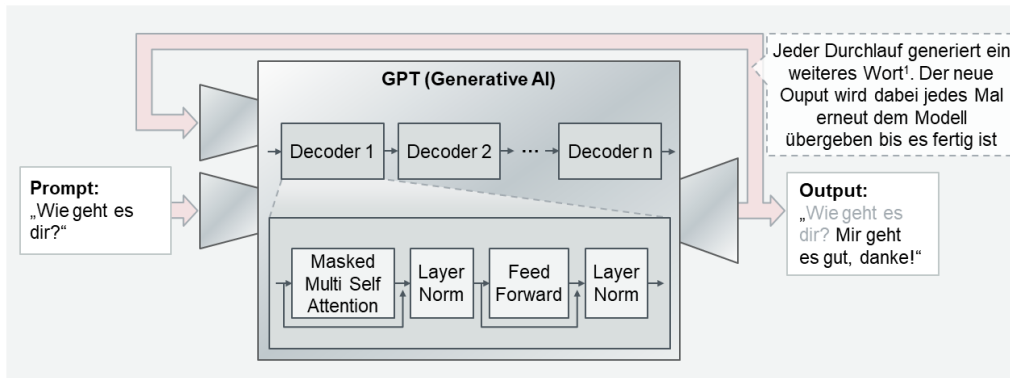 Jeder Durchlauf generiert ein
weiteres Wort¹. Der neue
Ouput wird dabei jedes Mal
erneut dem Modell
übergeben bis es fertig ist
GPT (Generative AI)
Decoder 1
Decoder 2
...
Decoder n
Prompt:
„Wie geht es
dir?“
Output:
„Wie geht es
dir? Mir geht
es gut, danke!“
Masked
Multi Self
Attention
Layer
Norm
Feed
Forward
Layer
Norm